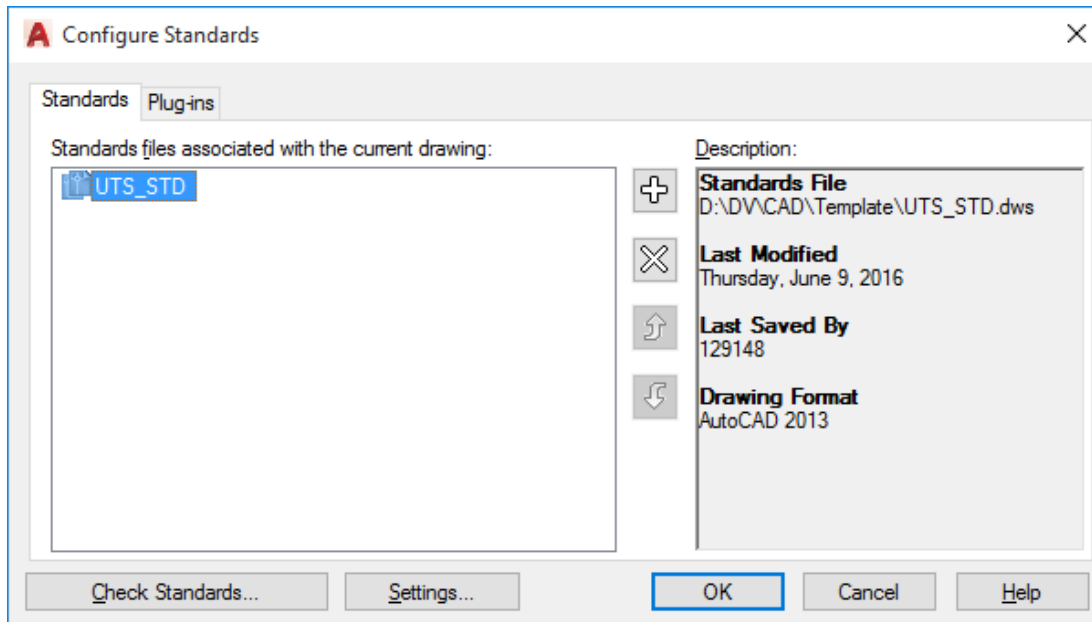 Configure Standards
Standards
Plug-ins
Standards files associated with the current drawing:
UTS_STD
Description:
Standards File
D:\DV\CAD\Template\UTS_STD.dws
Last Modified
Thursday, June 9, 2016
Last Saved By
129148
Drawing Format
AutoCAD 2013
Check Standards...
Settings...
OK
Cancel
Help